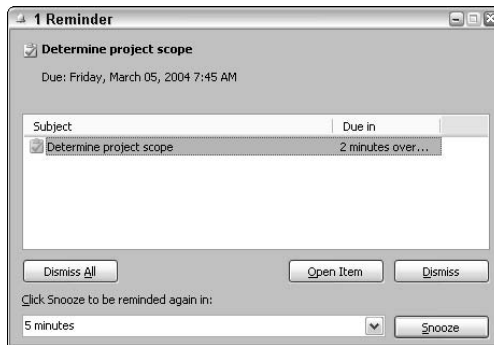 1 Reminder
Determine project scope
Due: Friday, March 05, 2004 7:45 AM
Subject Due in
Determine project scope 2 minutes over...
Dismiss All Open Item Dismiss
Click Snooze to be reminded again in:
5 minutes Snooze